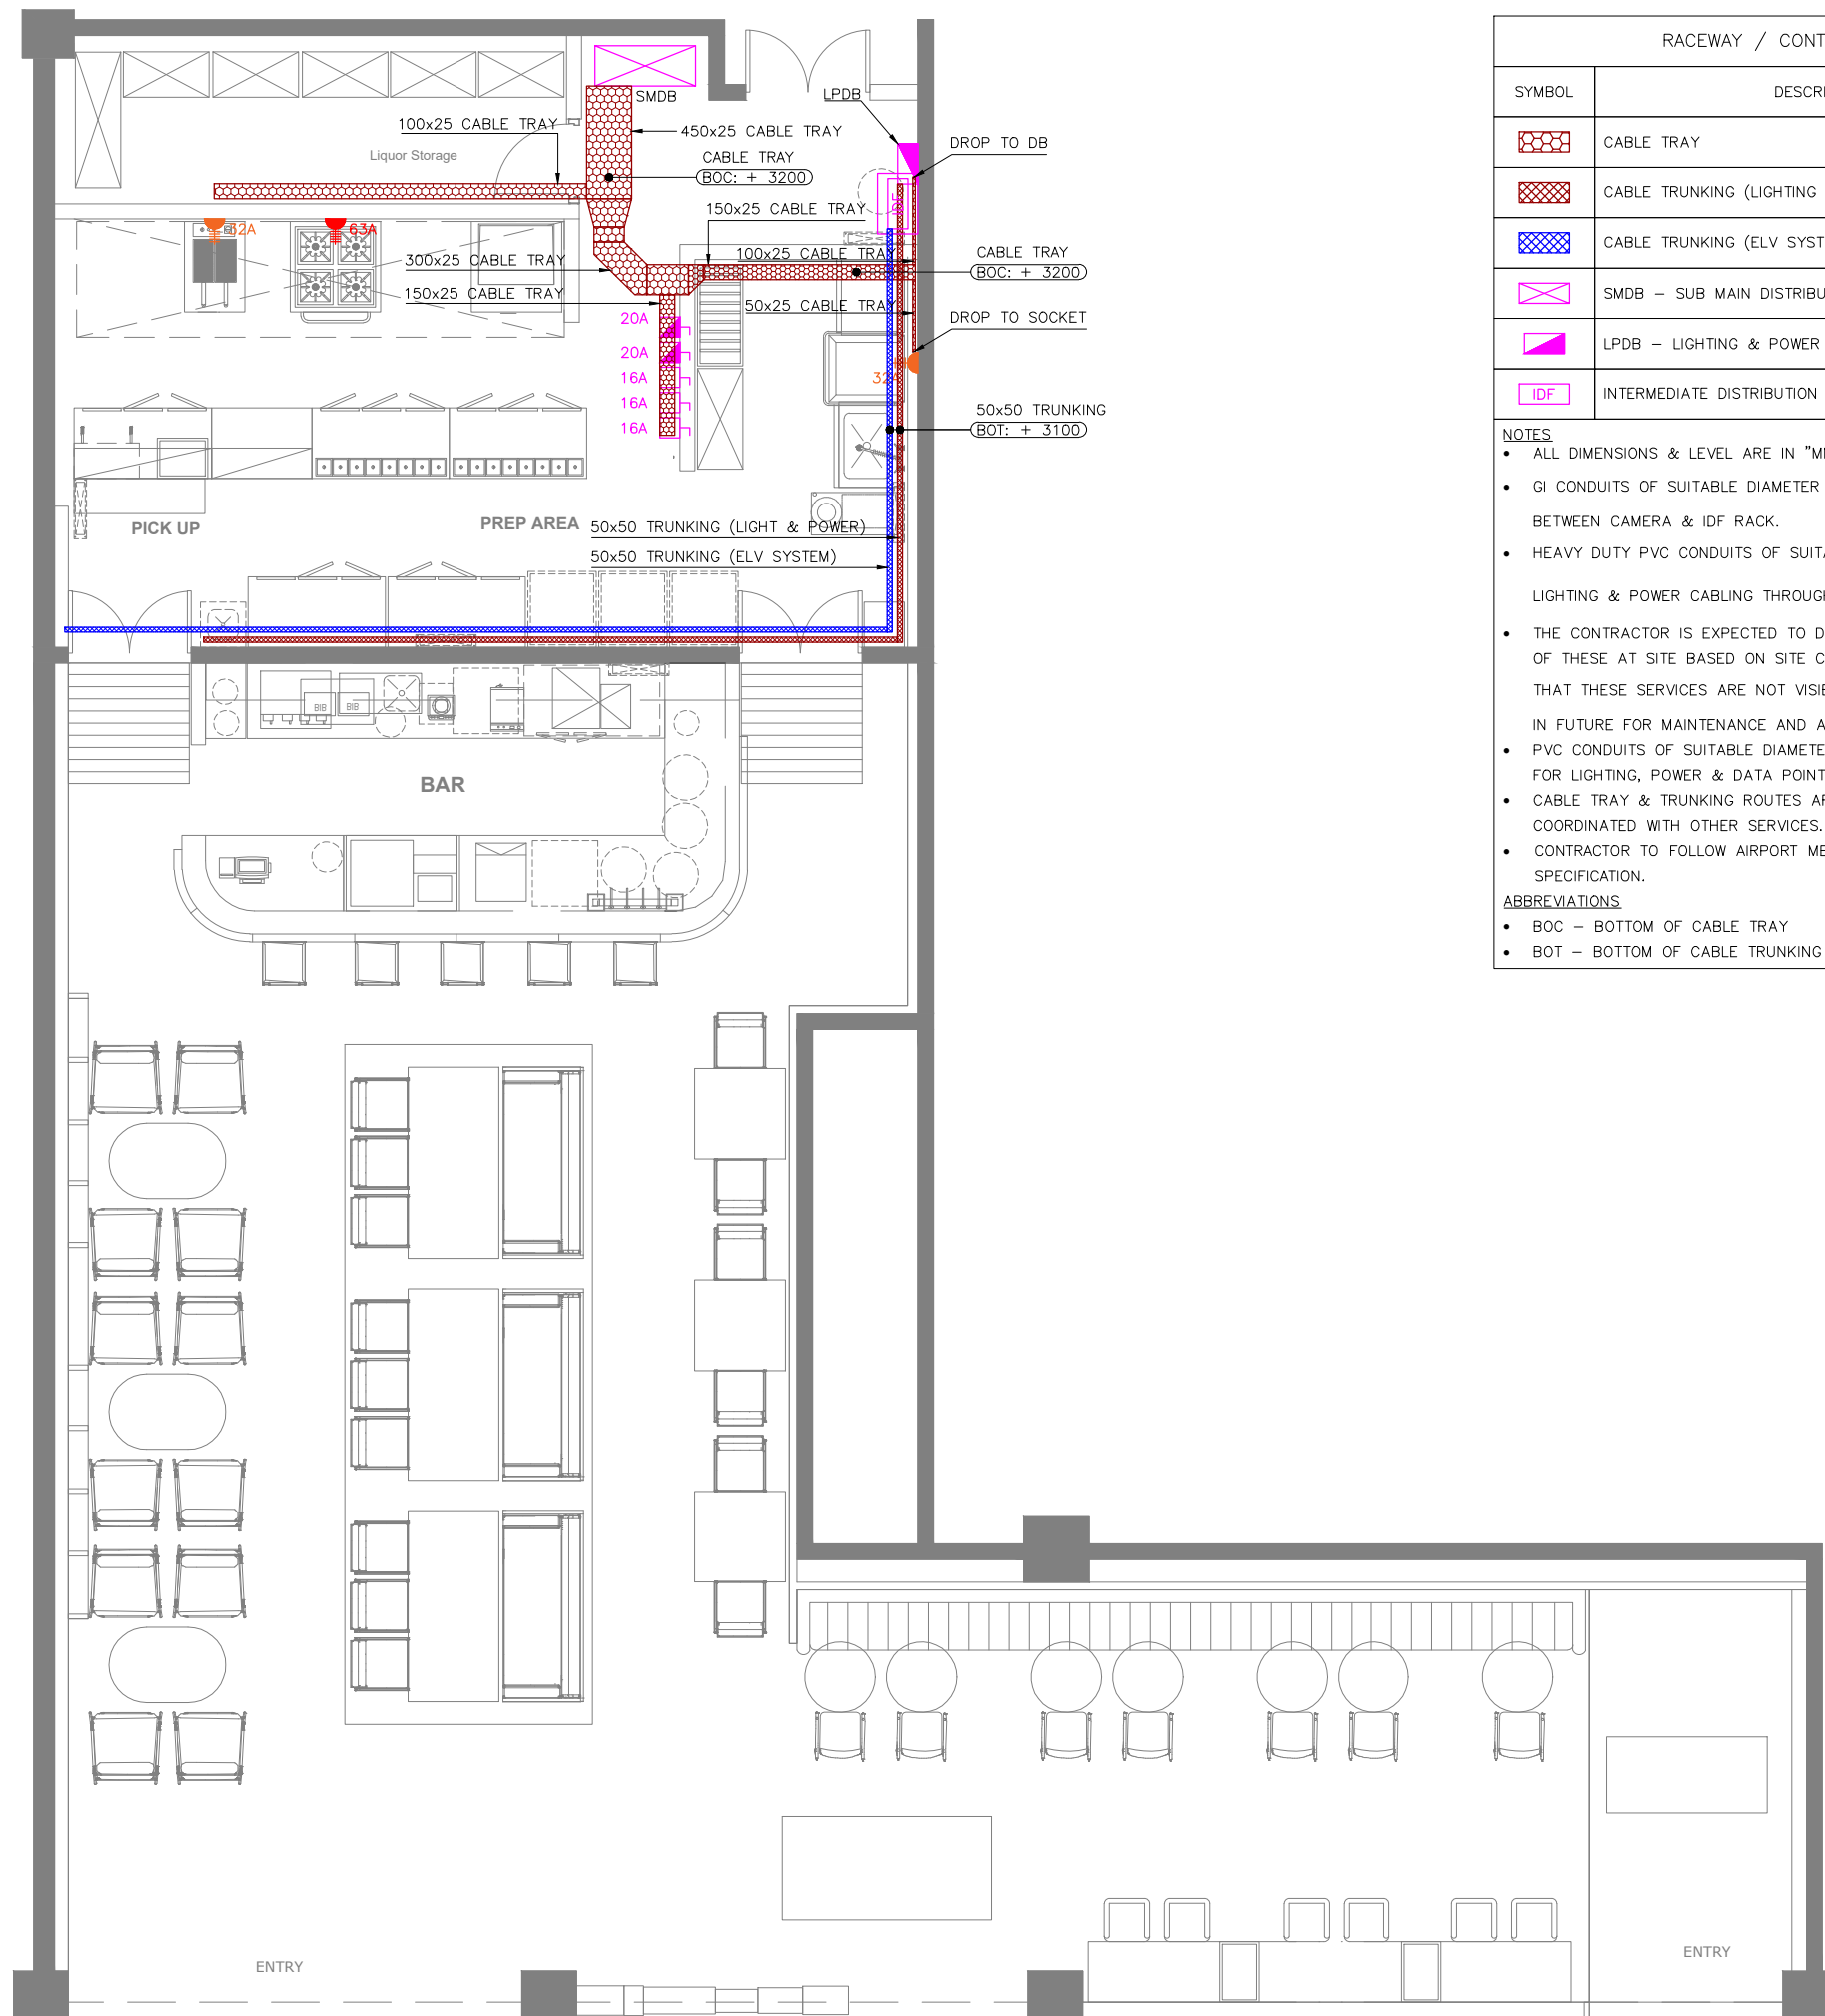 SMDB
LPDB
100x25 CABLE TRAY
450x25 CABLE TRAY
DROP TO DB
Liquor Storage
CABLE TRAY
BOC: + 3200
150x25 CABLE TRAY
IDF
32A
63A
300x25 CABLE TRAY
100x25 CABLE TRAY
CABLE TRAY
BOC: + 3200
150x25 CABLE TRAY
50x25 CABLE TRAY
DROP TO SOCKET
20A
20A
16A
16A
16A
50x50 TRUNKING
BOT: + 3100
PICK UP
PREP AREA
50x50 TRUNKING (LIGHT & POWER)
50x50 TRUNKING (ELV SYSTEM)
BIB
BIB
BAR
ENTRY
ENTRY
RACEWAY / CONT
SYMBOL
DESCRI
CABLE TRAY
CABLE TRUNKING (LIGHTING
CABLE TRUNKING (ELV SYST
SMDB – SUB MAIN DISTRIBU
LPDB – LIGHTING & POWER
IDF
INTERMEDIATE DISTRIBUTION
NOTES
• ALL DIMENSIONS & LEVEL ARE IN "M
• GI CONDUITS OF SUITABLE DIAMETER
BETWEEN CAMERA & IDF RACK.
• HEAVY DUTY PVC CONDUITS OF SUITA
LIGHTING & POWER CABLING THROUGH
• THE CONTRACTOR IS EXPECTED TO D
OF THESE AT SITE BASED ON SITE C
THAT THESE SERVICES ARE NOT VISIB
IN FUTURE FOR MAINTENANCE AND A
• PVC CONDUITS OF SUITABLE DIAMETE
FOR LIGHTING, POWER & DATA POINT
• CABLE TRAY & TRUNKING ROUTES AR
COORDINATED WITH OTHER SERVICES.
• CONTRACTOR TO FOLLOW AIRPORT ME
SPECIFICATION.
ABBREVIATIONS
• BOC – BOTTOM OF CABLE TRAY
• BOT – BOTTOM OF CABLE TRUNKING